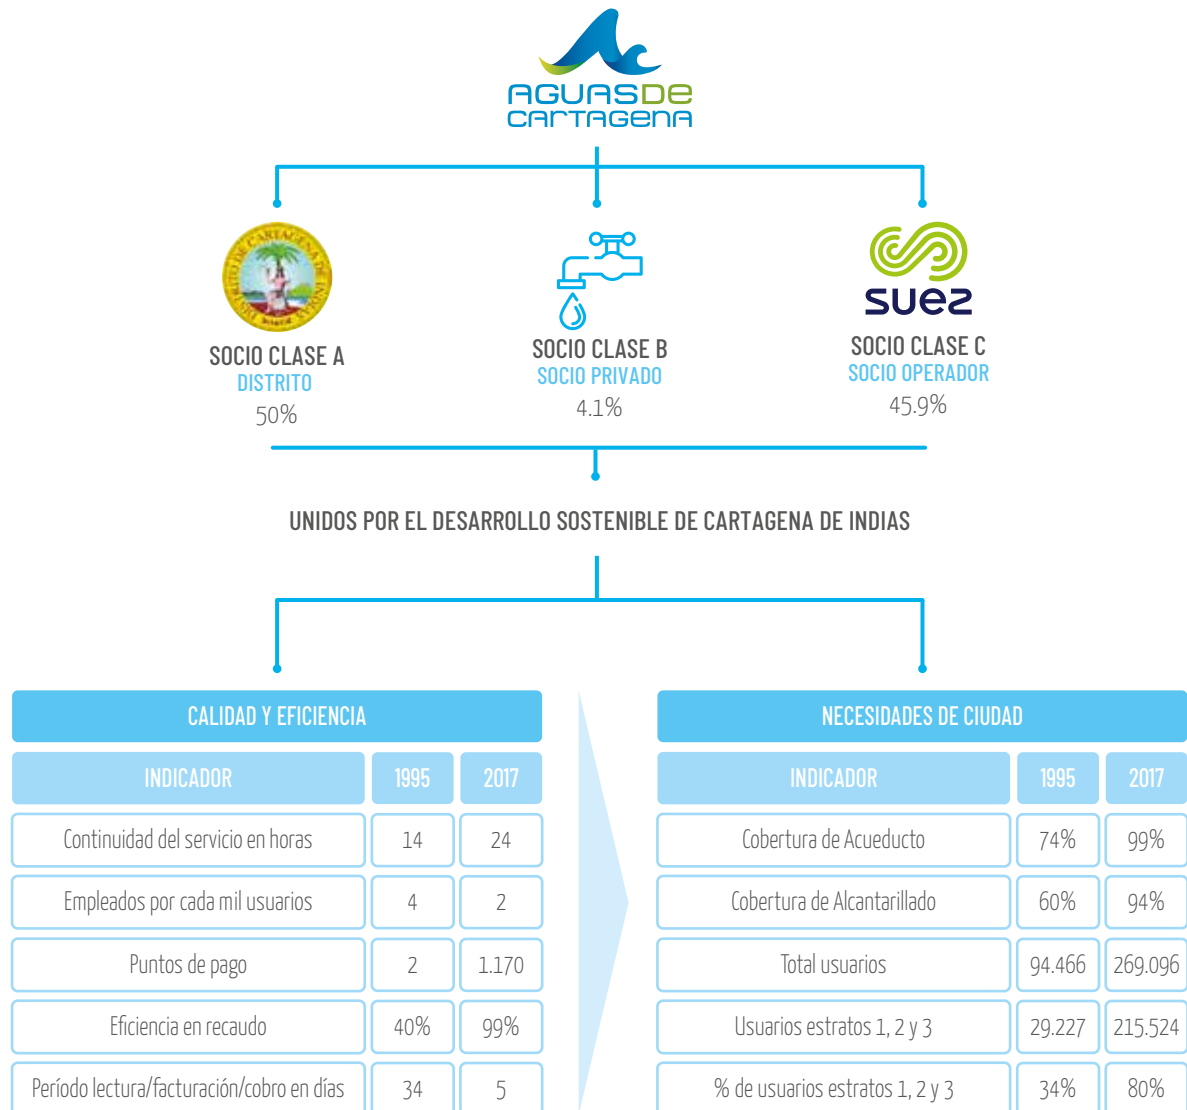 AGUASDE
CARTAGENA
SOCIO CLASE A
DISTRITO
50%
SOCIO CLASE B
SOCIO PRIVADO
4.1%
suez
SOCIO CLASE C
SOCIO OPERADOR
45.9%
UNIDOS POR EL DESARROLLO SOSTENIBLE DE CARTAGENA DE INDIAS
CALIDAD Y EFICIENCIA
INDICADOR 1995 2017
Continuidad del servicio en horas 14 24
Empleados por cada mil usuarios 4 2
Puntos de pago 2 1.170
Eficiencia en recaudo 40% 99%
Período lectura/facturación/cobro en días 34 5
NECESIDADES DE CIUDAD
INDICADOR 1995 2017
Cobertura de Acueducto 74% 99%
Cobertura de Alcantarillado 60% 94%
Total usuarios 94.466 269.096
Usuarios estratos 1, 2 y 3 29.227 215.524
% de usuarios estratos 1, 2 y 3 34% 80%